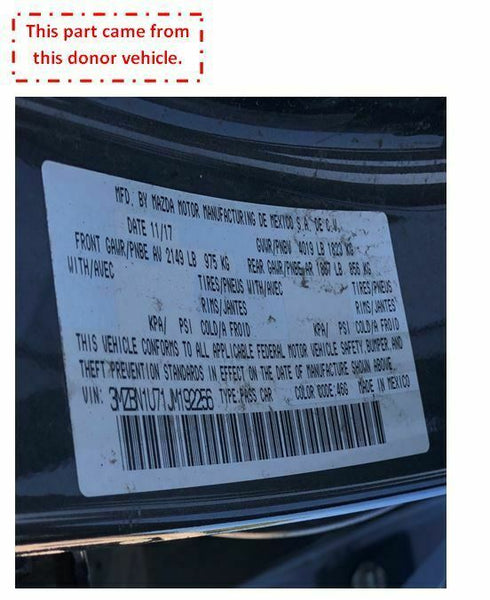 This part came from
this donor vehicle.
MFD. BY MAZDA MOTOR MANUFACTURING DE MEXICO S.A. DE C.V.
DATE 11/17 GVWR/PNBV 4019 LB 1823 KG
FRONT GAWR/PNBE AV 2149 LB 975 KG REAR GAWR/PNBE AR 1887 LB 856 KG
WITH/AVEC TIRES/PNEUS WITH/AVEC TIRES/PNEUS
RIMS/JANTES RIMS/JANTES
KPA/ PSI COLD/A FROID KPA/ PSI COLD/A FROID
THIS VEHICLE CONFORMS TO ALL APPLICABLE FEDERAL MOTOR VEHICLE SAFETY BUMPER AND
THEFT PREVENTION STANDARDS IN EFFECT ON THE DATE OF MANUFACTURE SHOWN ABOVE.
VIN: 3MZBN1U71JM192256 TYPE PASS CAR COLOR CODE:46G MADE IN MEXICO